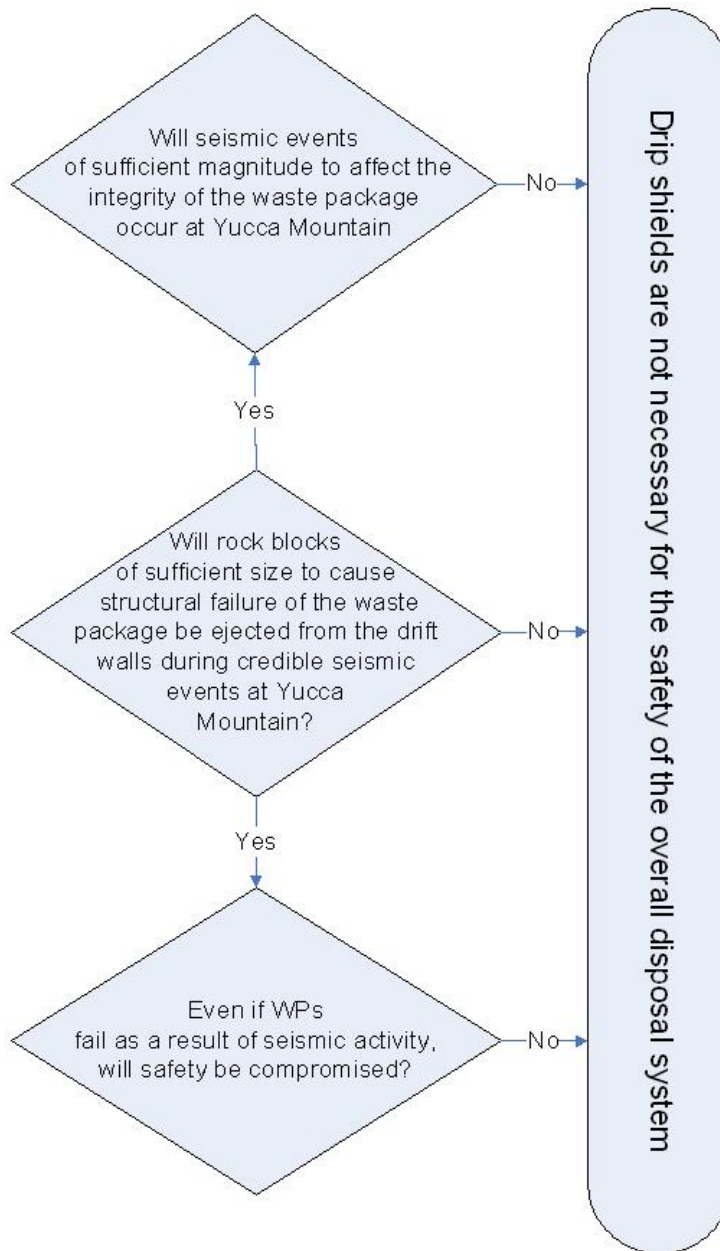 Will seismic events
of sufficient magnitude to affect the
integrity of the waste package
occur at Yucca Mountain
No
Yes
Will rock blocks
of sufficient size to cause
structural failure of the waste
package be ejected from the drift
walls during credible seismic
events at Yucca
Mountain?
No
Yes
Even if WPs
fail as a result of seismic activity,
will safety be compromised?
No
Drip shields are not necessary for the safety of the overall disposal system